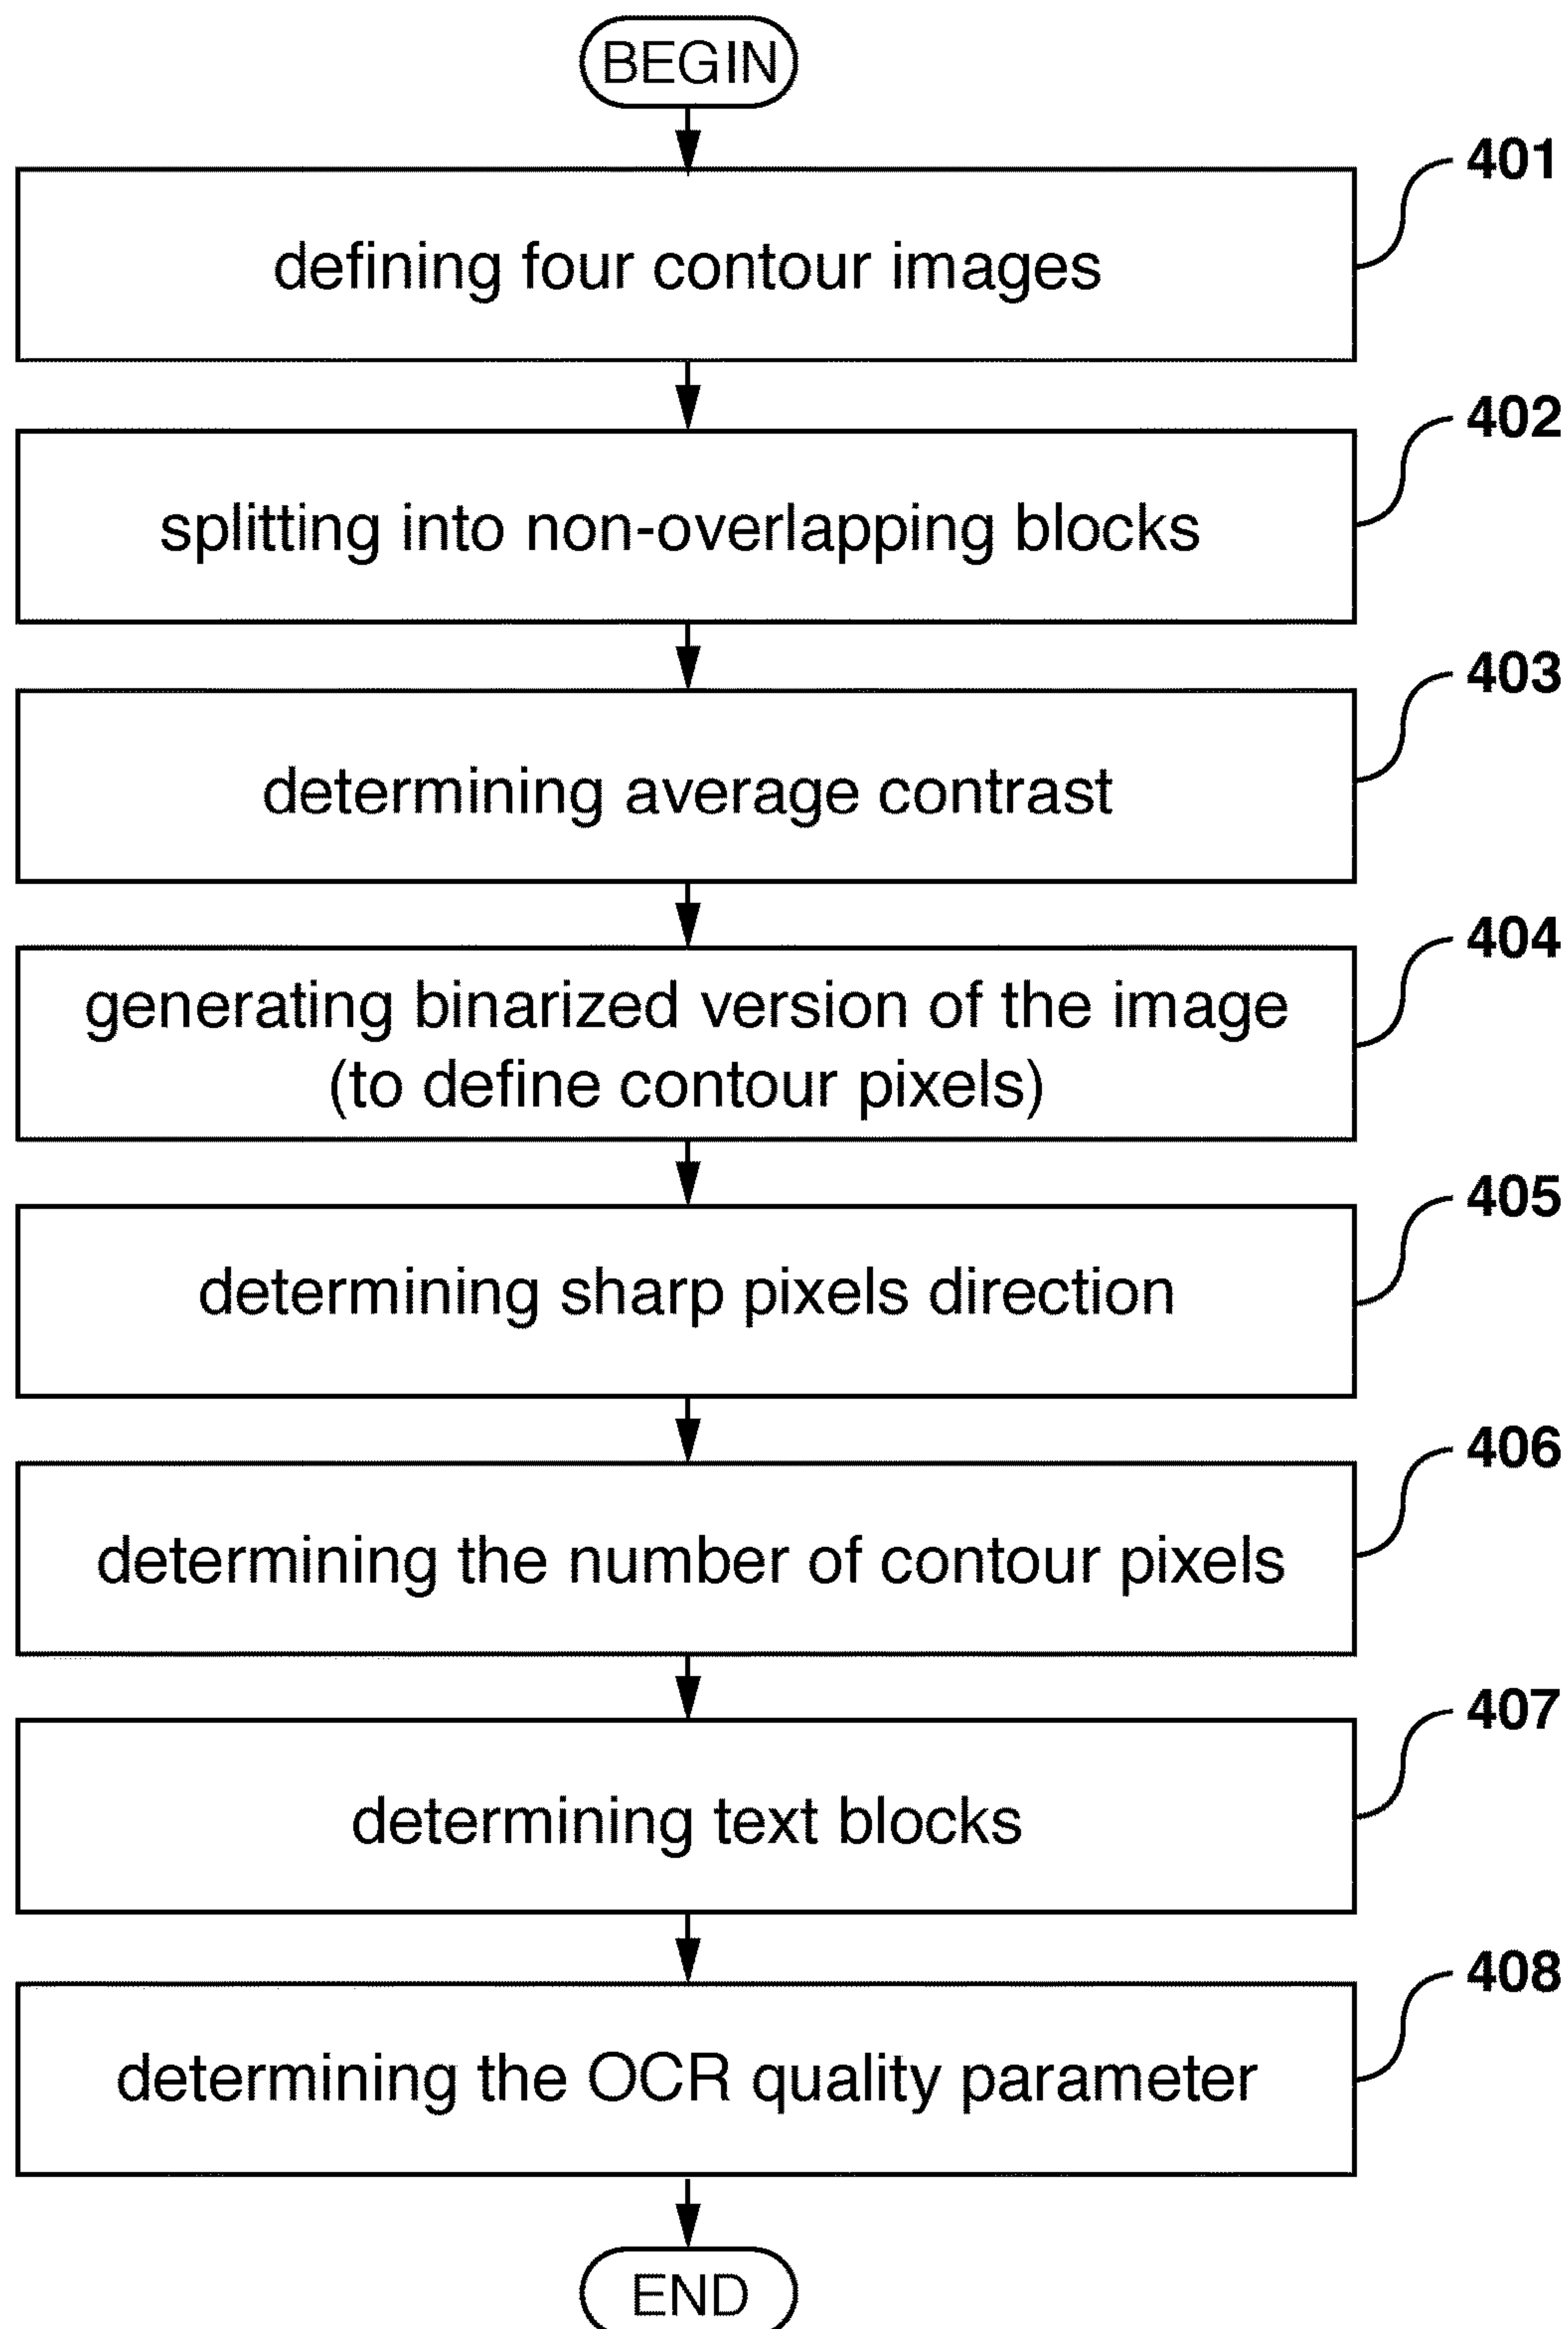 BEGIN
401
defining four contour images
402
splitting into non-overlapping blocks
403
determining average contrast
404
generating binarized version of the image
(to define contour pixels)
405
determining sharp pixels direction
406
determining the number of contour pixels
407
determining text blocks
408
determining the OCR quality parameter
END